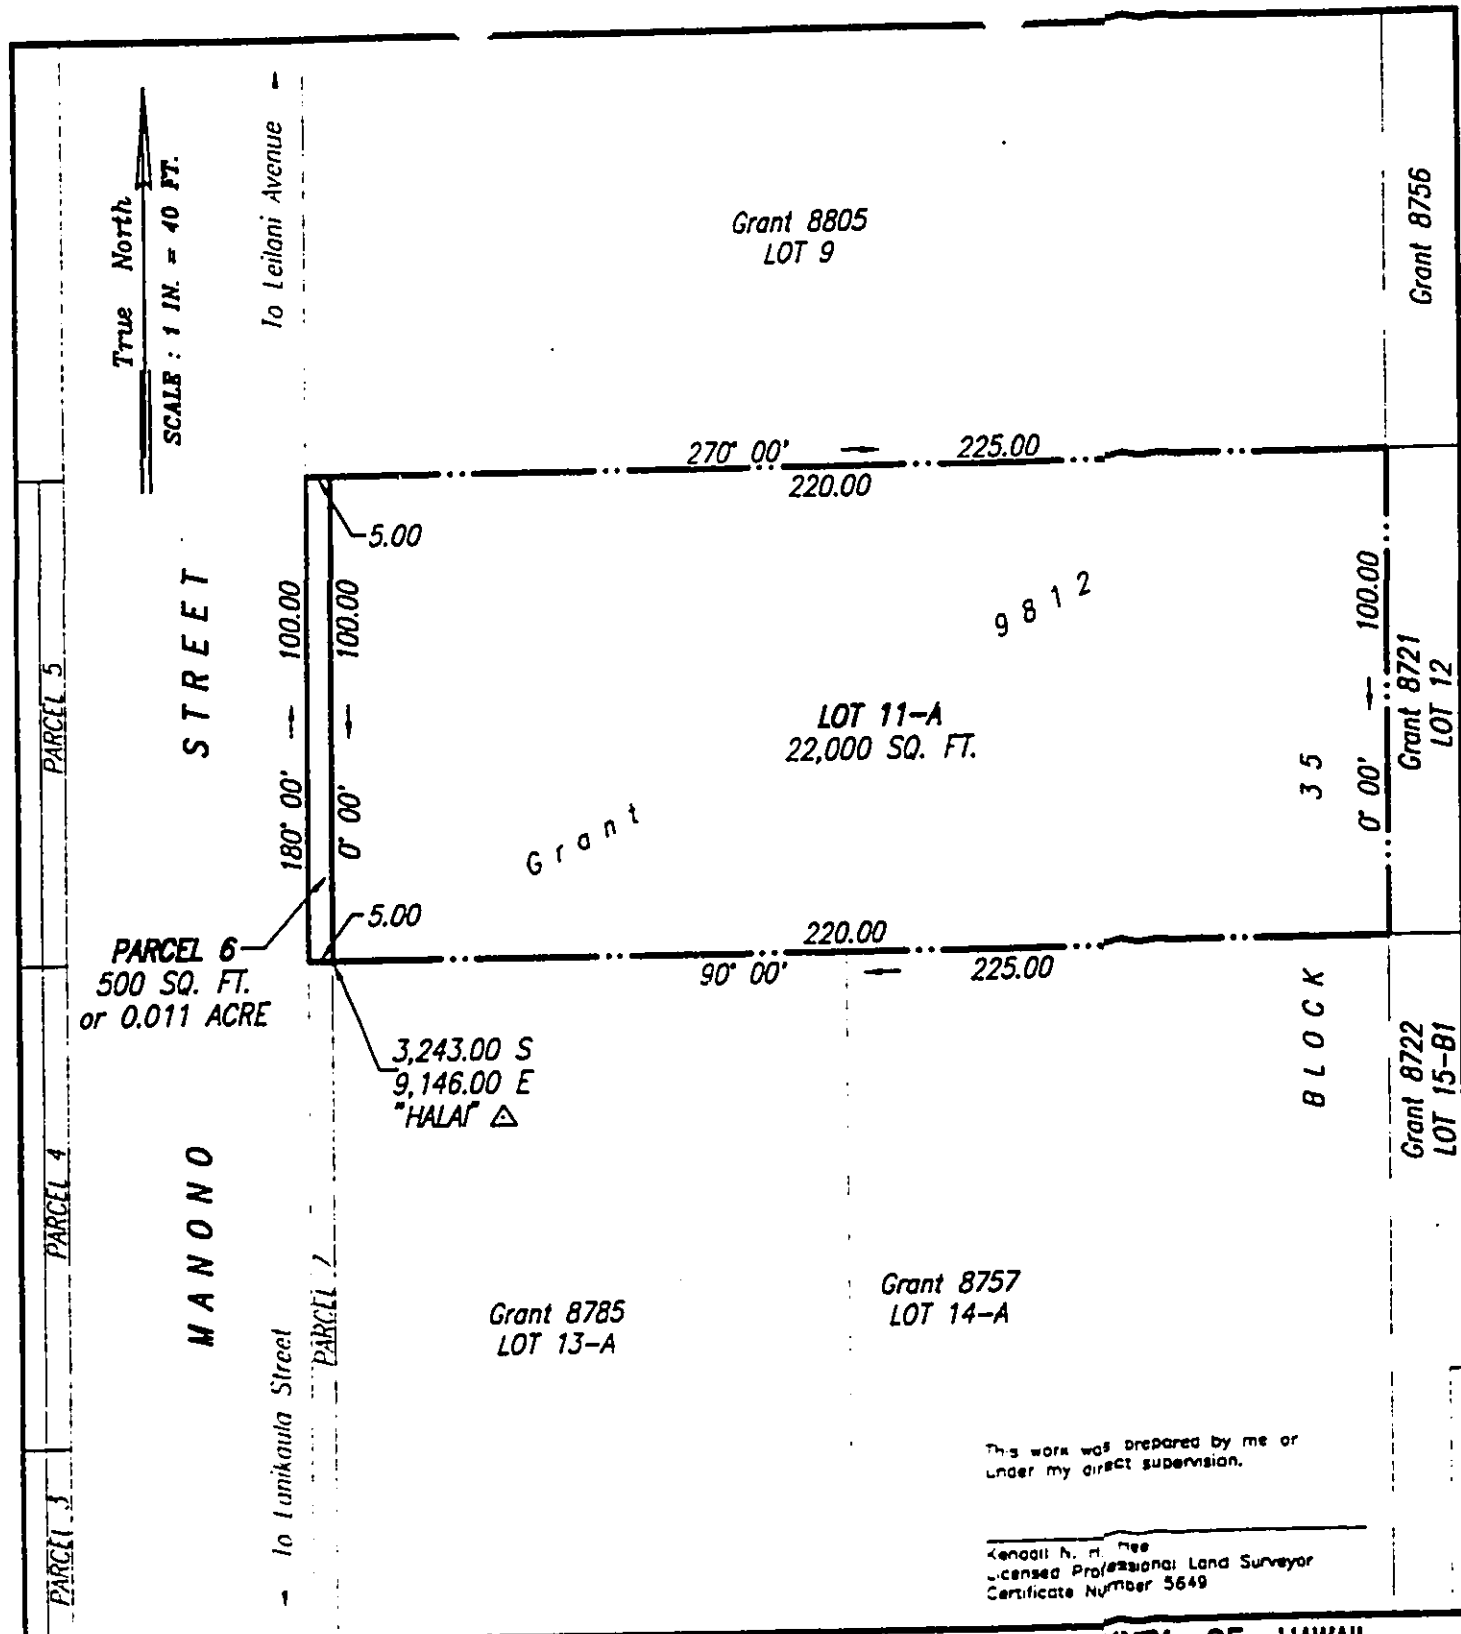 True North
SCALE : 1 IN. = 40 FT.
To Leilani Avenue
Grant 8805
LOT 9
Grant 8756
270° 00'
225.00
220.00
5.00
STREET
100.00
180° 00'
100.00
0° 00'
Grant 9812
LOT 11-A
22,000 SQ. FT.
100.00
0° 00'
Grant 8721
LOT 12
BLOCK 35
PARCEL 5
5.00
PARCEL 6
500 SQ. FT.
or 0.011 ACRE
220.00
90° 00'
225.00
3,243.00 S
9,146.00 E
"HALAI"
Grant 8722
LOT 15-B1
MANONO
PARCEL 4
PARCEL
Grant 8785
LOT 13-A
Grant 8757
LOT 14-A
To Lanikaula Street
PARCEL 3
This work was prepared by me or
under my direct supervision.
Kendall N. H.
Licensed Professional Land Surveyor
Certificate Number 5649
OF HAWAII